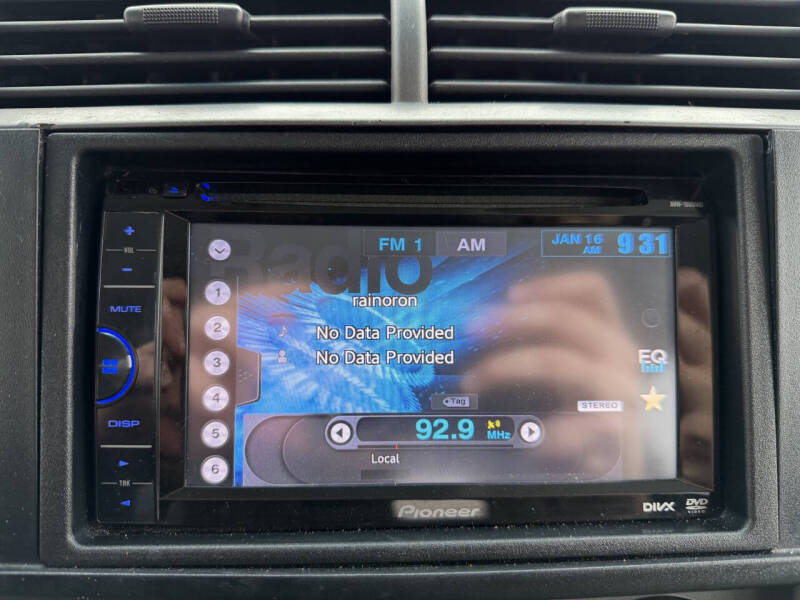 FM 1 AM JAN 16 AM 9 31
VOL
Radio
rainoron
1
MUTE
2
No Data Provided
No Data Provided
3
EQ
4
Tag
STEREO
DISP
5
92.9 MHz
Local
6
TRK
Pioneer
DIVX DVD VIDEO